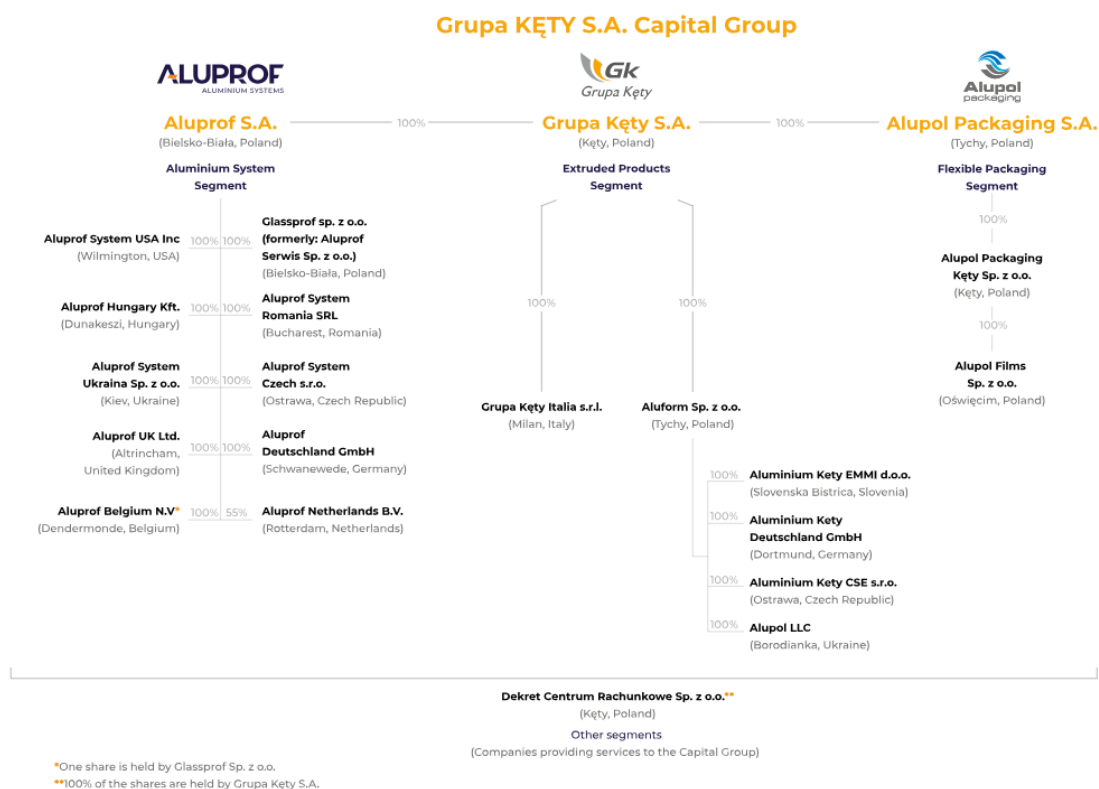 Grupa KĘTY S.A. Capital Group
ALUPROF
ALUMINIUM SYSTEMS
Gk
Grupa Kęty
Alupol
packaging
Aluprof S.A.
100%
Grupa Kęty S.A.
100%
Alupol Packaging S.A.
(Bielsko-Biała, Poland)
(Kęty, Poland)
(Tychy, Poland)
Aluminium System
Segment
Extruded Products
Segment
Flexible Packaging
Segment
Aluprof System USA Inc
(Wilmington, USA)
100% 100%
Glassprof sp. z o.o.
(formerly: Aluprof
Serwis Sp. z o.o.)
(Bielsko-Biała, Poland)
Aluprof Hungary Kft.
(Dunakeszi, Hungary)
100% 100%
Aluprof System
Romania SRL
(Bucharest, Romania)
Aluprof System
Ukraina Sp. z o.o.
(Kiev, Ukraine)
100% 100%
Aluprof System
Czech s.r.o.
(Ostrawa, Czech Republic)
Aluprof UK Ltd.
(Altrincham,
United Kingdom)
100% 100%
Aluprof
Deutschland GmbH
(Schwanewede, Germany)
Aluprof Belgium N.V*
(Dendermonde, Belgium)
100% 55%
Aluprof Netherlands B.V.
(Rotterdam, Netherlands)
100%
Grupa Kęty Italia s.r.l.
(Milan, Italy)
100%
Aluform Sp. z o.o.
(Tychy, Poland)
100%
Aluminium Kety EMMI d.o.o.
(Slovenska Bistrica, Slovenia)
100%
Aluminium Kety
Deutschland GmbH
(Dortmund, Germany)
100%
Aluminium Kety CSE s.r.o.
(Ostrawa, Czech Republic)
100%
Alupol LLC
(Borodianka, Ukraine)
100%
Alupol Packaging
Kęty Sp. z o.o.
(Kęty, Poland)
100%
Alupol Films
Sp. z o.o.
(Oświęcim, Poland)
Dekret Centrum Rachunkowe Sp. z o.o.**
(Kęty, Poland)
Other segments
(Companies providing services to the Capital Group)
*One share is held by Glassprof Sp. z o.o.
**100% of the shares are held by Grupa Kęty S.A.